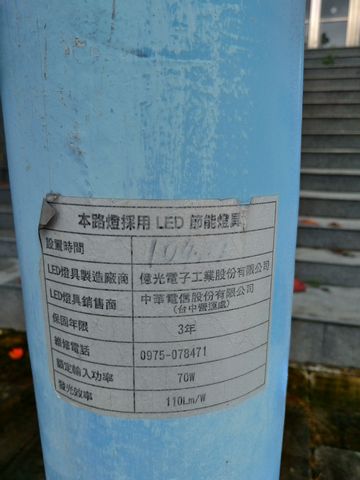 本路燈採用 LED 節能燈具
設置時間
LED燈具製造廠商 億光電子工業股份有限公司
LED燈具銷售商 中華電信股份有限公司
(台中營運處)
保固年限 3年
維修電話 0975-078471
額定輸入功率 70W
發光效率 110Lm/W